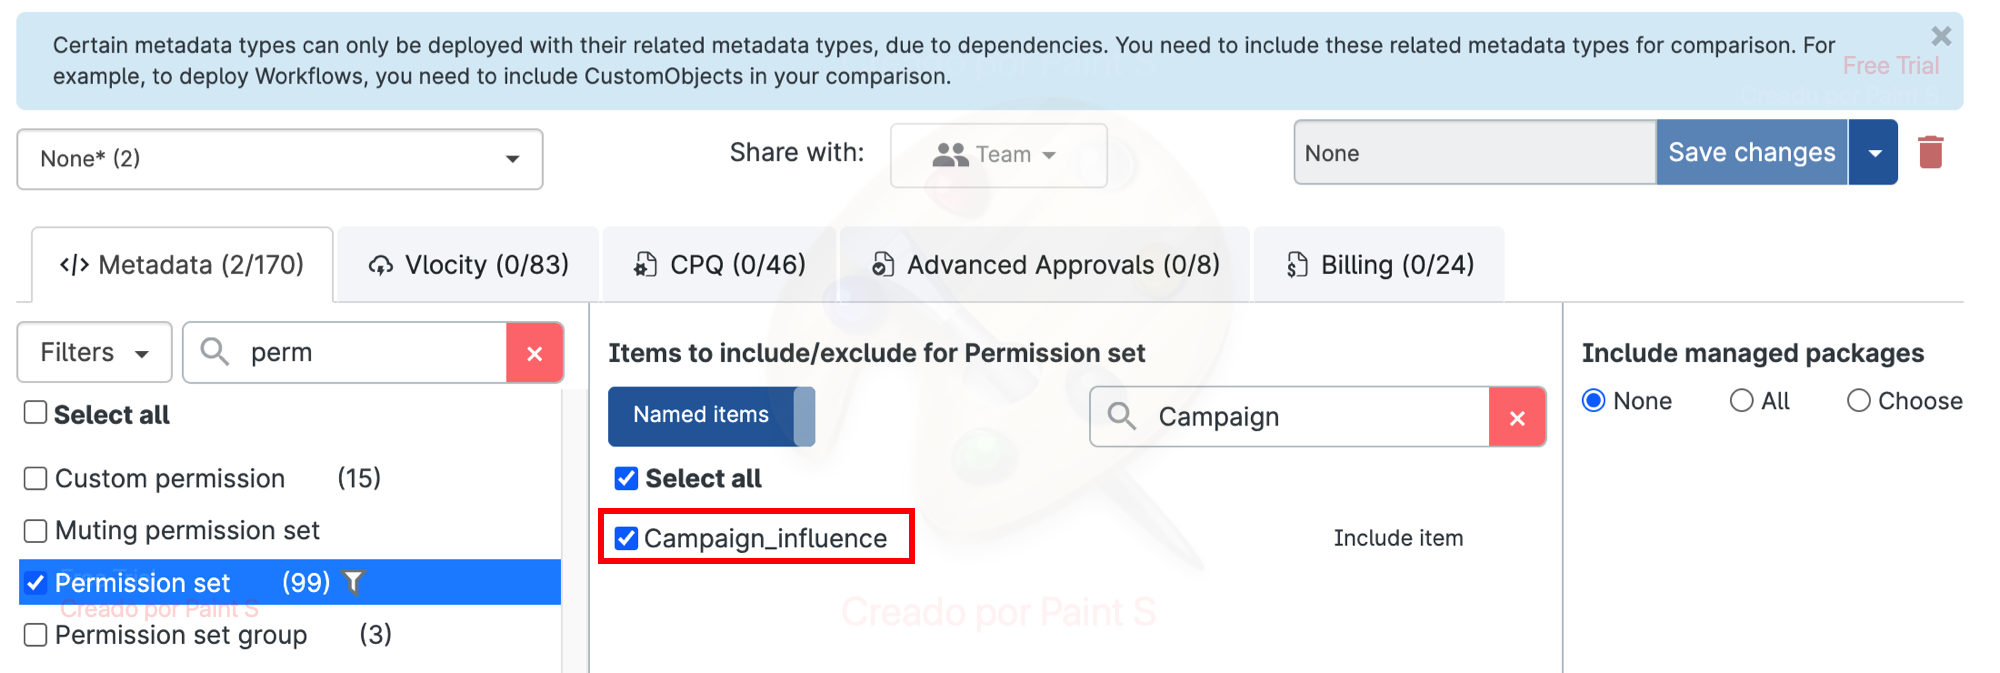 Certain metadata types can only be deployed with their related metadata types, due to dependencies. You need to include these related metadata types for comparison. For
example, to deploy Workflows, you need to include CustomObjects in your comparison.
Free Trial
Creado por Paint S
None* (2)
Share with:
Team
None
Save changes
</> Metadata (2/170)
Vlocity (0/83)
CPQ (0/46)
Advanced Approvals (0/8)
Billing (0/24)
Filters
perm
Select all
Custom permission (15)
Muting permission set
Permission set (99)
Creado por Paint S
Permission set group (3)
Items to include/exclude for Permission set
Named items
Campaign
Select all
Campaign_influence
Include item
Creado por Paint S
Include managed packages
None
All
Choose